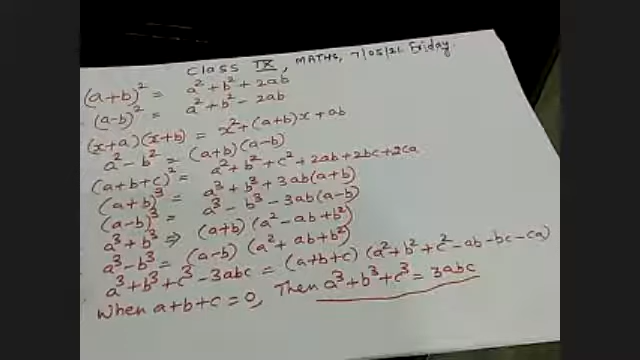 Class IX, MATHS, 7/05/21 Friday.
(a+b)² = a² + b² + 2ab
(a-b)² = a² + b² - 2ab
(x+a)(x+b) = x² + (a+b)x + ab
a² - b² = (a+b)(a-b)
(a+b+c)² = a² + b² + c² + 2ab + 2bc + 2ca
(a+b)³ = a³ + b³ + 3ab(a+b)
(a-b)³ = a³ - b³ - 3ab(a-b)
a³ + b³ ⇒ (a+b) (a² - ab + b²)
a³ - b³ = (a-b) (a² + ab + b²)
a³ + b³ + c³ - 3abc = (a+b+c) (a² + b² + c² - ab - bc - ca)
When a+b+c = 0, Then a³ + b³ + c³ = 3abc